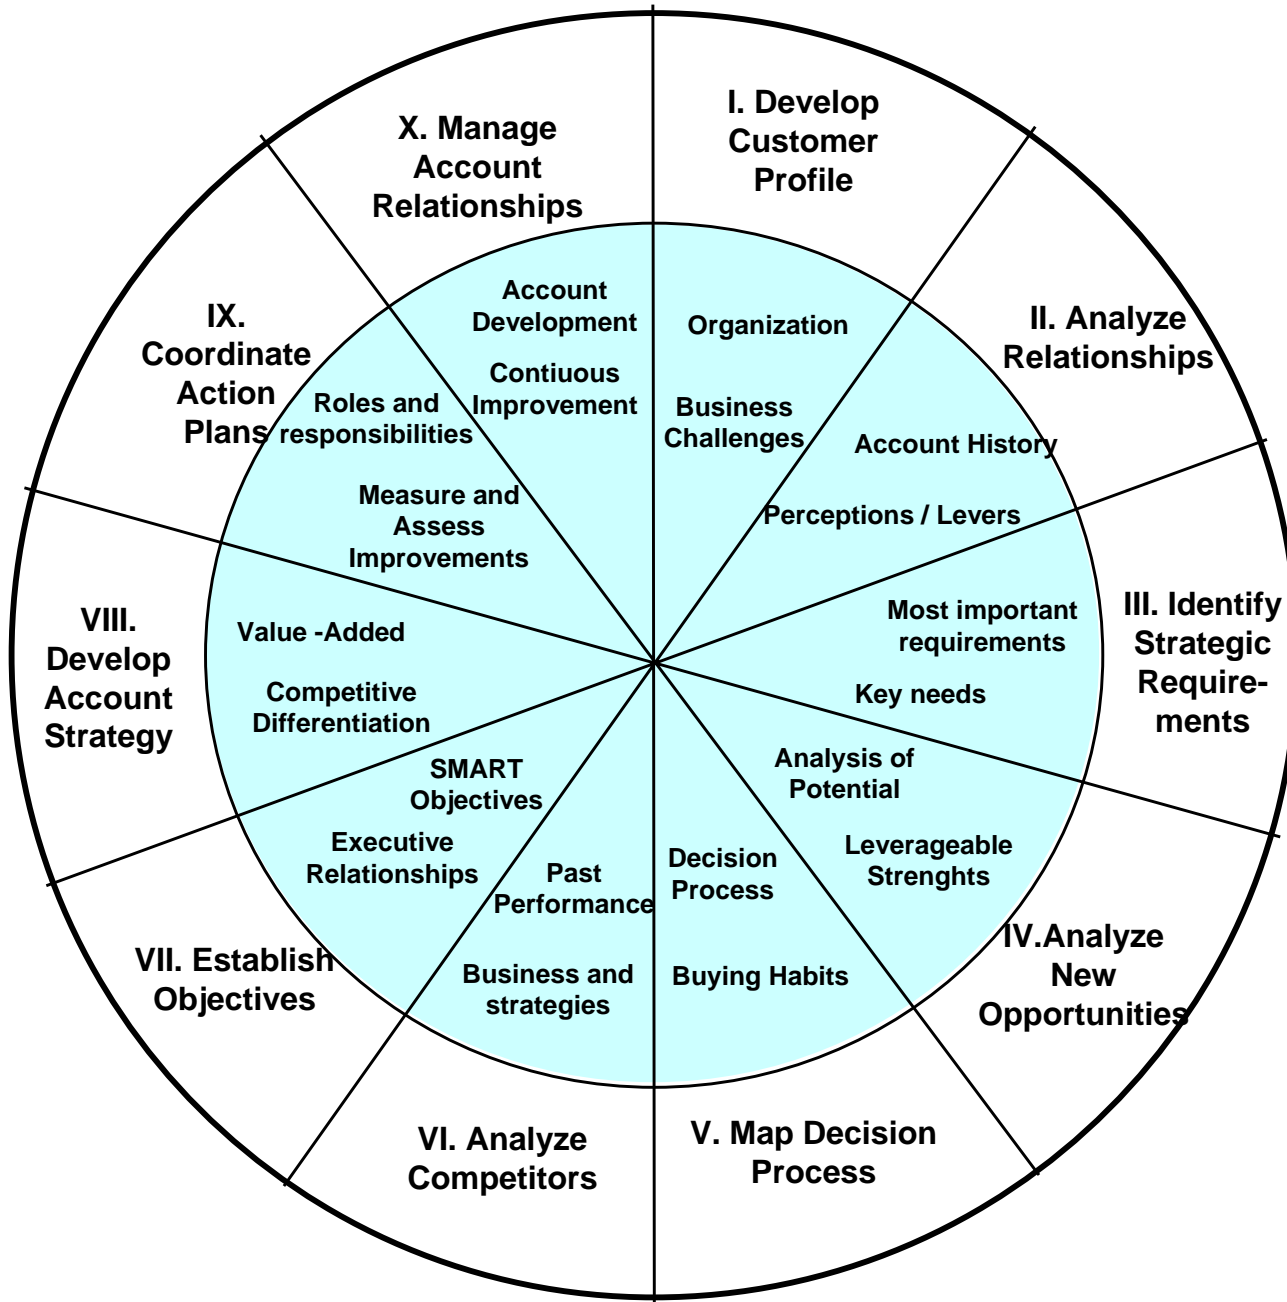 I. Develop
Customer
Profile
Organization
Business
Challenges
II. Analyze
Relationships
Account History
Perceptions / Levers
III. Identify
Strategic
Require-
ments
Most important
requirements
Key needs
IV.Analyze
New
Opportunities
Analysis of
Potential
Leverageable
Strenghts
V. Map Decision
Process
Decision
Process
Buying Habits
VI. Analyze
Competitors
Past
Performance
Business and
strategies
VII. Establish
Objectives
SMART
Objectives
Executive
Relationships
VIII.
Develop
Account
Strategy
Value -Added
Competitive
Differentiation
IX.
Coordinate
Action
Plans
Roles and
responsibilities
Measure and
Assess
Improvements
X. Manage
Account
Relationships
Account
Development
Contiuous
Improvement